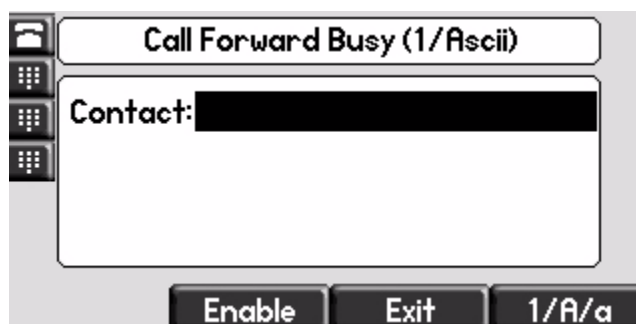 Call Forward Busy (1/Ascii)
Contact:
Enable Exit 1/A/a